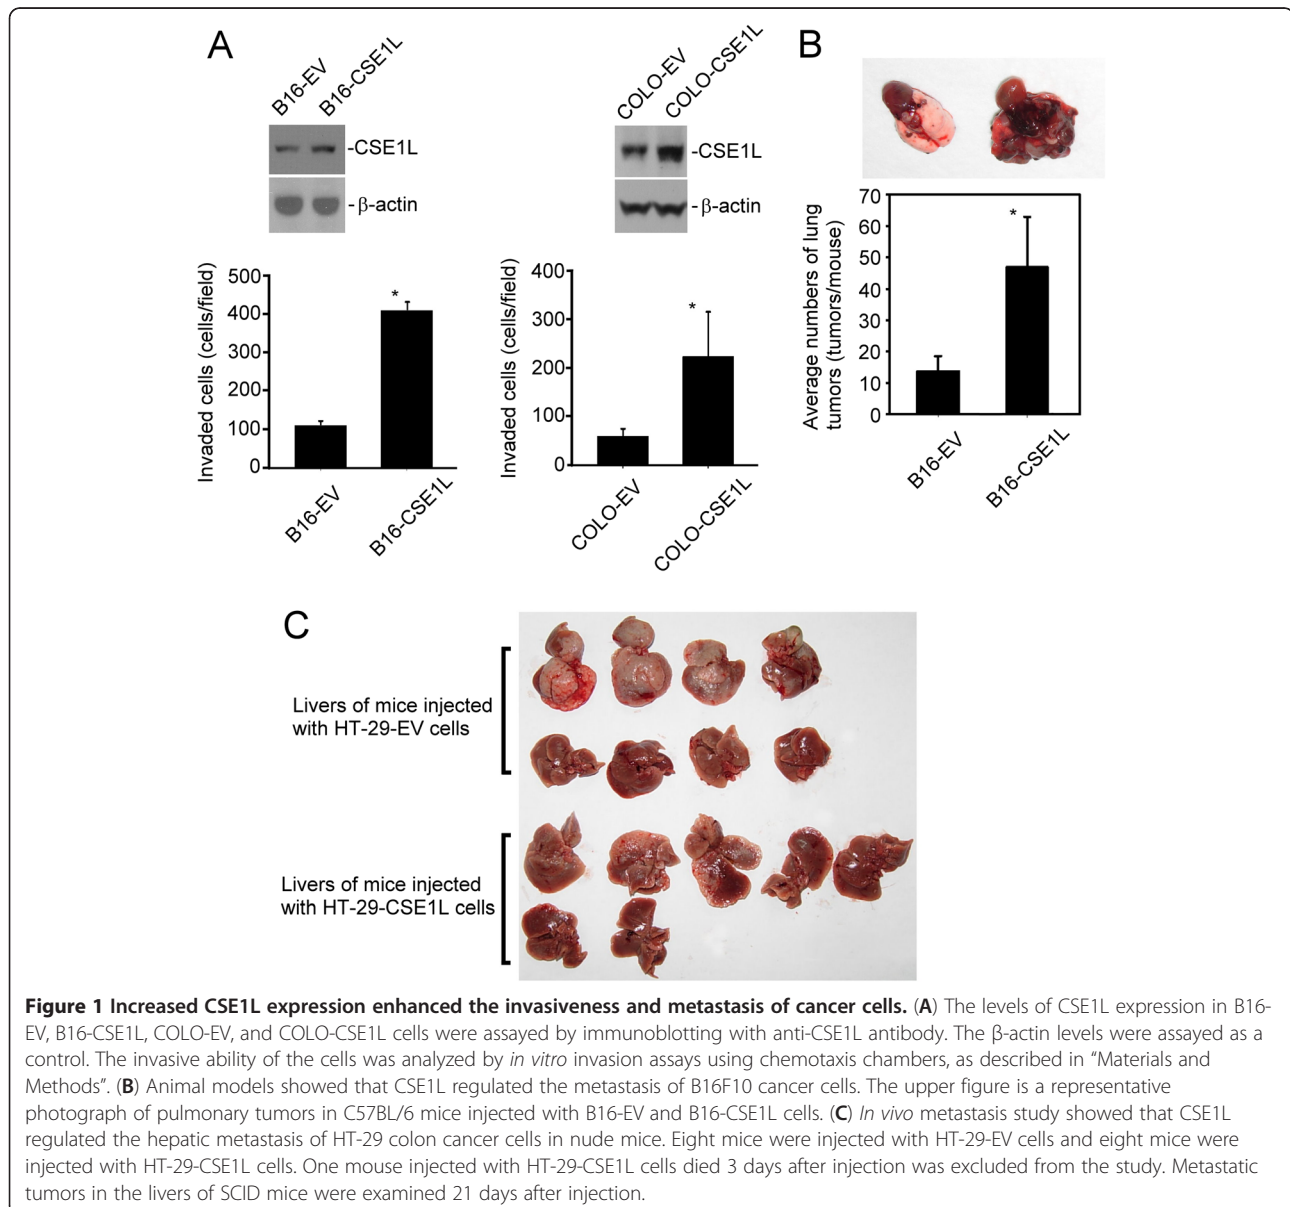 A
B16-EV
B16-CSE1L
-CSE1L
-β-actin
Invaded cells (cells/field)
500
400
300
200
100
0
*
B16-EV
B16-CSE1L
COLO-EV
COLO-CSE1L
-CSE1L
-β-actin
Invaded cells (cells/field)
400
300
200
100
0
*
COLO-EV
COLO-CSE1L
B
Average numbers of lung
tumors (tumors/mouse)
70
60
50
40
30
20
10
0
*
B16-EV
B16-CSE1L
C
Livers of mice injected
with HT-29-EV cells
Livers of mice injected
with HT-29-CSE1L cells
Figure 1 Increased CSE1L expression enhanced the invasiveness and metastasis of cancer cells. (A) The levels of CSE1L expression in B16-
EV, B16-CSE1L, COLO-EV, and COLO-CSE1L cells were assayed by immunoblotting with anti-CSE1L antibody. The β-actin levels were assayed as a
control. The invasive ability of the cells was analyzed by in vitro invasion assays using chemotaxis chambers, as described in “Materials and
Methods”. (B) Animal models showed that CSE1L regulated the metastasis of B16F10 cancer cells. The upper figure is a representative
photograph of pulmonary tumors in C57BL/6 mice injected with B16-EV and B16-CSE1L cells. (C) In vivo metastasis study showed that CSE1L
regulated the hepatic metastasis of HT-29 colon cancer cells in nude mice. Eight mice were injected with HT-29-EV cells and eight mice were
injected with HT-29-CSE1L cells. One mouse injected with HT-29-CSE1L cells died 3 days after injection was excluded from the study. Metastatic
tumors in the livers of SCID mice were examined 21 days after injection.